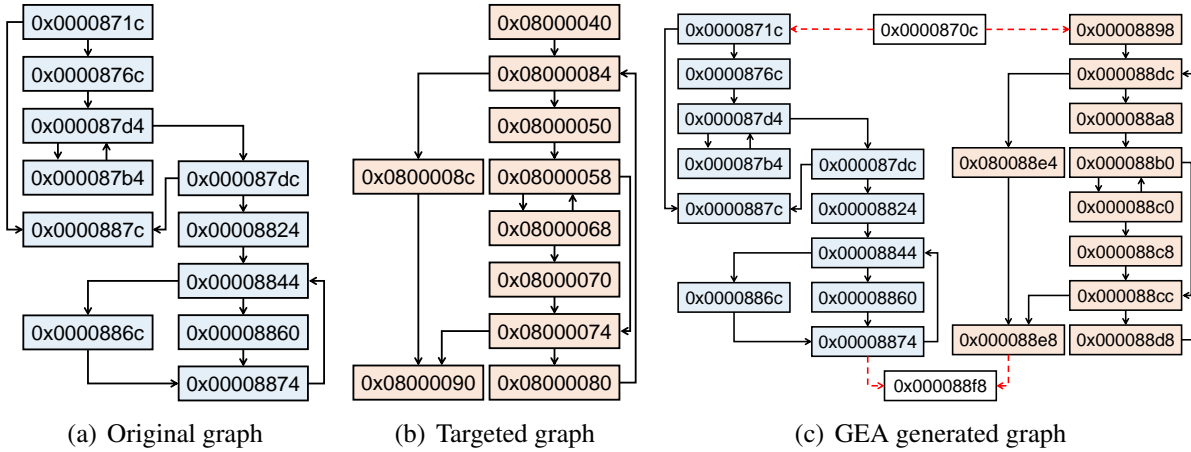 0x0000871c
0x0000876c
0x000087d4
0x000087b4
0x000087dc
0x0000887c
0x00008824
0x00008844
0x0000886c
0x00008860
0x00008874
(a) Original graph
0x08000040
0x08000084
0x08000050
0x0800008c
0x08000058
0x08000068
0x08000070
0x08000074
0x08000090
0x08000080
(b) Targeted graph
0x0000871c
0x0000870c
0x00008898
0x0000876c
0x000088dc
0x000087d4
0x000088a8
0x000087b4
0x000087dc
0x080088e4
0x000088b0
0x0000887c
0x00008824
0x000088c0
0x00008844
0x000088c8
0x0000886c
0x00008860
0x000088cc
0x00008874
0x000088e8
0x000088d8
0x000088f8
(c) GEA generated graph